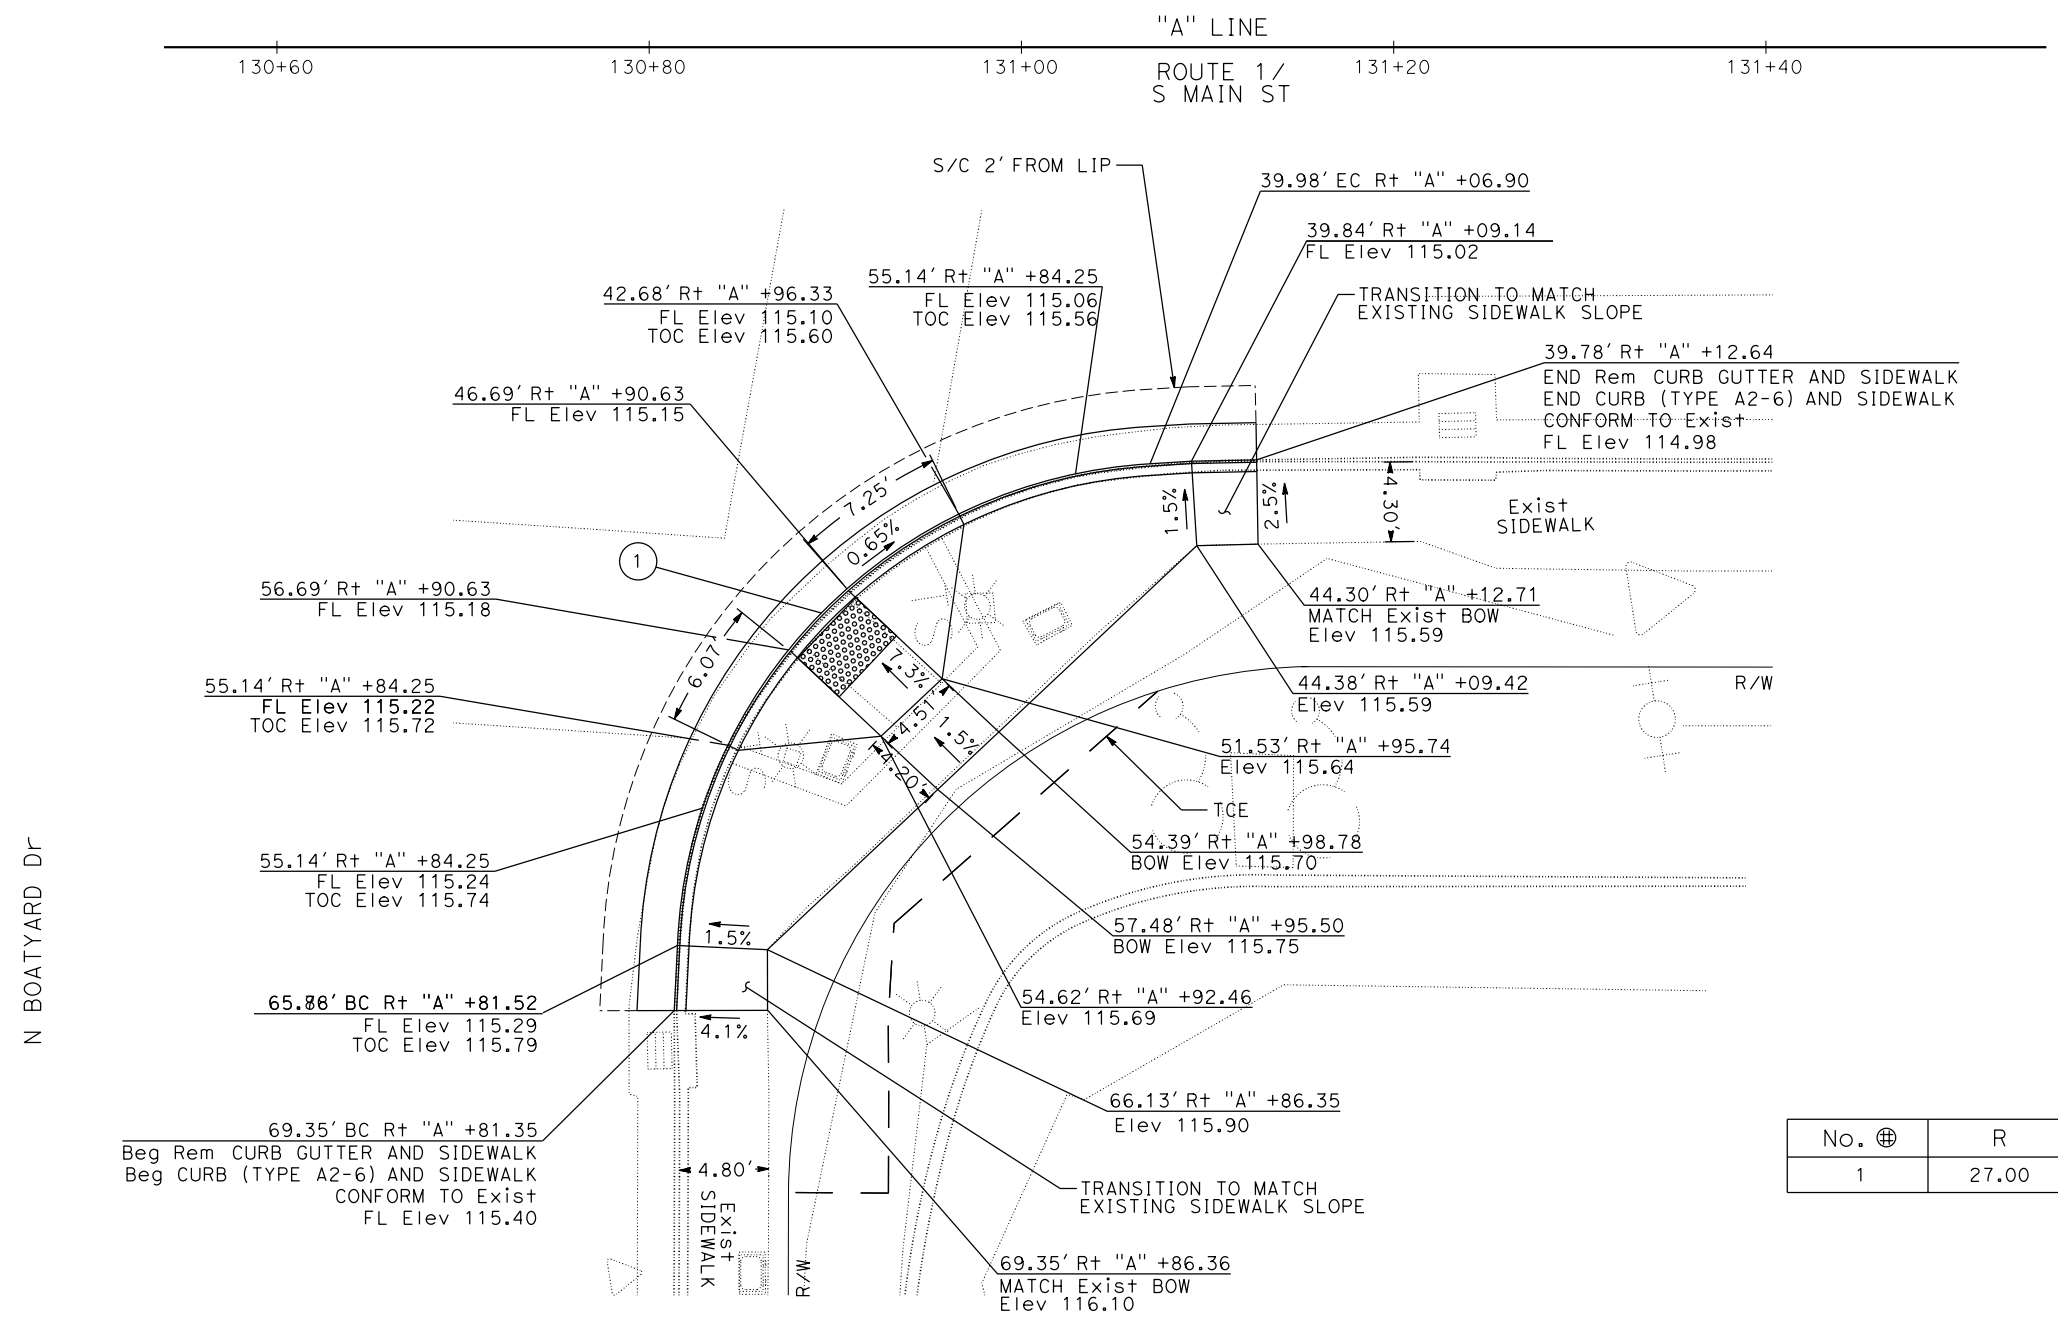 "A" LINE
130+60
130+80
131+00
131+20
131+40
ROUTE 1/
S MAIN ST
S/C 2' FROM LIP
39.98' EC Rt "A" +06.90
39.84' Rt "A" +09.14
FL Elev 115.02
55.14' Rt "A" +84.25
FL Elev 115.06
TOC Elev 115.56
42.68' Rt "A" +96.33
FL Elev 115.10
TOC Elev 115.60
TRANSITION TO MATCH
EXISTING SIDEWALK SLOPE
39.78' Rt "A" +12.64
END Rem CURB GUTTER AND SIDEWALK
END CURB (TYPE A2-6) AND SIDEWALK
CONFORM TO Exist
FL Elev 114.98
46.69' Rt "A" +90.63
FL Elev 115.15
7.25'
0.65%
1.5%
2.5%
4.30'
Exist
SIDEWALK
1
56.69' Rt "A" +90.63
FL Elev 115.18
44.30' Rt "A" +12.71
MATCH Exist BOW
Elev 115.59
6.07'
7.3%
55.14' Rt "A" +84.25
FL Elev 115.22
TOC Elev 115.72
44.38' Rt "A" +09.42
Elev 115.59
R/W
4.51'
1.5%
4.20'
51.53' Rt "A" +95.74
Elev 115.64
TCE
54.39' Rt "A" +98.78
BOW Elev 115.70
55.14' Rt "A" +84.25
FL Elev 115.24
TOC Elev 115.74
N BOATYARD Dr
57.48' Rt "A" +95.50
BOW Elev 115.75
1.5%
BC Rt "A" +81.52
FL Elev 115.29
TOC Elev 115.79
4.1%
54.62' Rt "A" +92.46
Elev 115.69
66.13' Rt "A" +86.35
Elev 115.90
69.35' BC Rt "A" +81.35
Beg Rem CURB GUTTER AND SIDEWALK
Beg CURB (TYPE A2-6) AND SIDEWALK
CONFORM TO Exist
FL Elev 115.40
4.80'
Exist
SIDEWALK
R/W
TRANSITION TO MATCH
EXISTING SIDEWALK SLOPE
69.35' Rt "A" +86.36
MATCH Exist BOW
Elev 116.10
No. # R
1 27.00